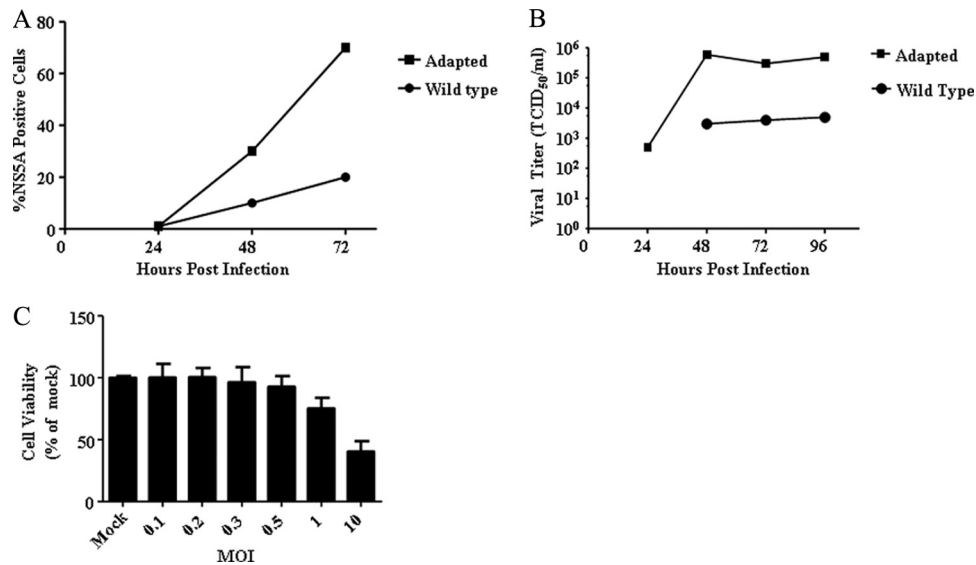 A
%NS5A Positive Cells
80
60
40
20
0
0
24
48
72
Hours Post Infection
Adapted
Wild type
B
Viral Titer (TCID50/ml)
10^6
10^5
10^4
10^3
10^2
10^1
10^0
0
24
48
72
96
Hours Post Infection
Adapted
Wild Type
C
Cell Viability
(% of mock)
150
100
50
0
Mock
0.1
0.2
0.3
0.5
1
10
MOI